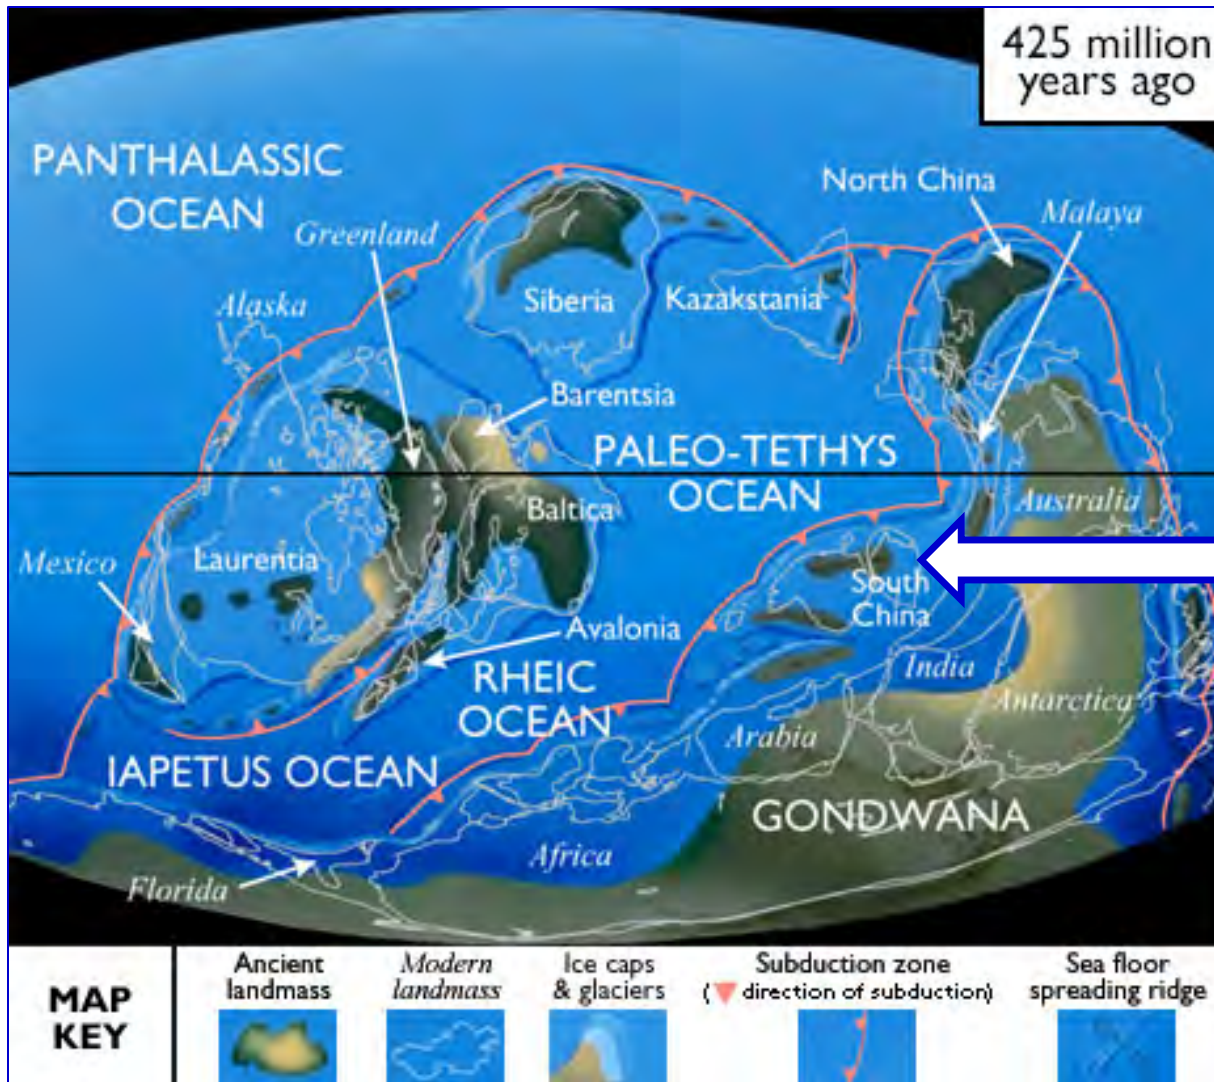 425 million
years ago
PANTHALASSIC
OCEAN
North China
Malaya
Greenland
Alaska
Siberia
Kazakstania
Barentsia
PALEO-TETHYS
OCEAN
Australia
Baltica
Mexico
Laurentia
South
China
Avalonia
India
RHEIC
OCEAN
Antarctica
Arabia
IAPETUS OCEAN
GONDWANA
Africa
Florida
MAP
KEY
Ancient
landmass
Modern
landmass
Ice caps
& glaciers
Subduction zone
(▼ direction of subduction)
Sea floor
spreading ridge